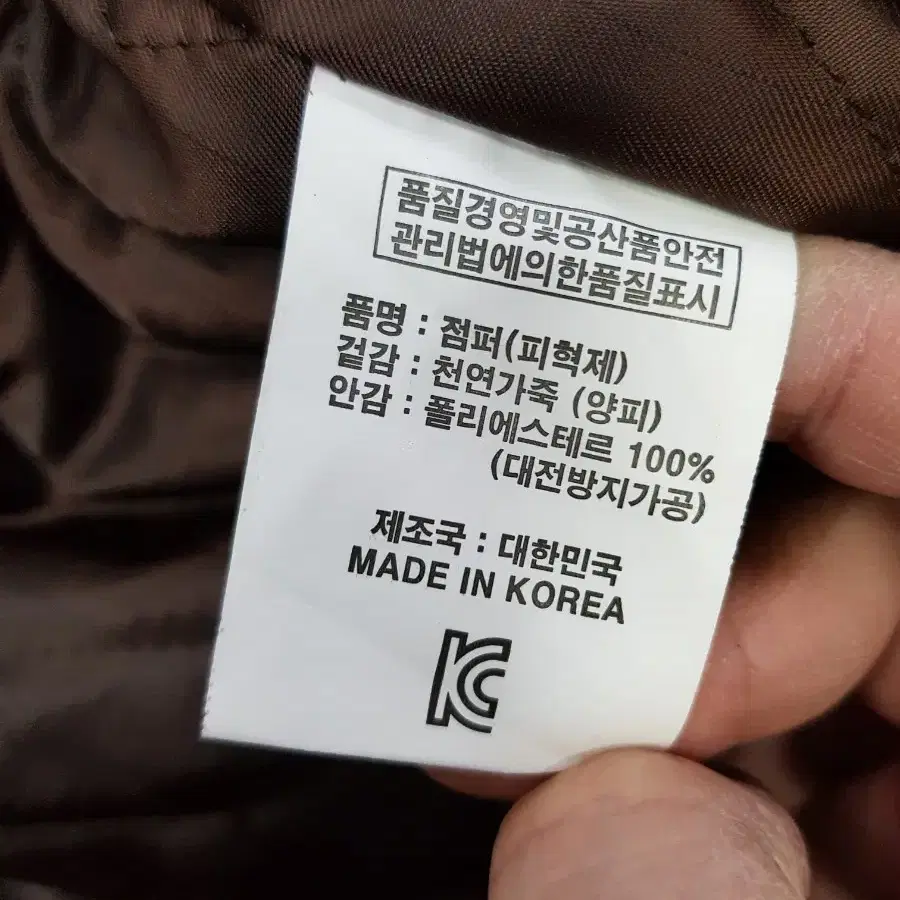 품질경영및공산품안전
관리법에의한품질표시
품명 : 점퍼(피혁제)
겉감 : 천연가죽 (양피)
안감 : 폴리에스테르 100%
(대전방지가공)
제조국 : 대한민국
MADE IN KOREA
KC